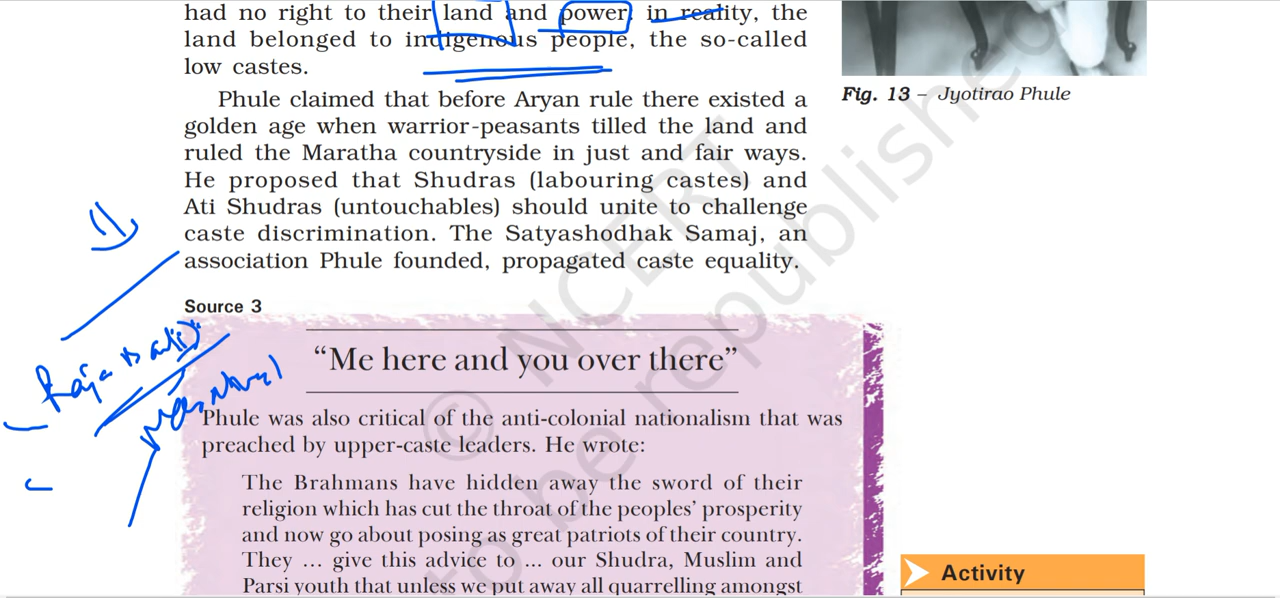 had no right to their land and power: in reality, the
land belonged to indigenous people, the so-called
low castes.
Phule claimed that before Aryan rule there existed a
golden age when warrior-peasants tilled the land and
ruled the Maratha countryside in just and fair ways.
He proposed that Shudras (labouring castes) and
Ati Shudras (untouchables) should unite to challenge
caste discrimination. The Satyashodhak Samaj, an
association Phule founded, propagated caste equality.
Fig. 13 – Jyotirao Phule
Source 3
“Me here and you over there”
Phule was also critical of the anti-colonial nationalism that was
preached by upper-caste leaders. He wrote:
The Brahmans have hidden away the sword of their
religion which has cut the throat of the peoples’ prosperity
and now go about posing as great patriots of their country.
They ... give this advice to ... our Shudra, Muslim and
Parsi youth that unless we put away all quarrelling amongst
Activity
© NCERT
to be republished